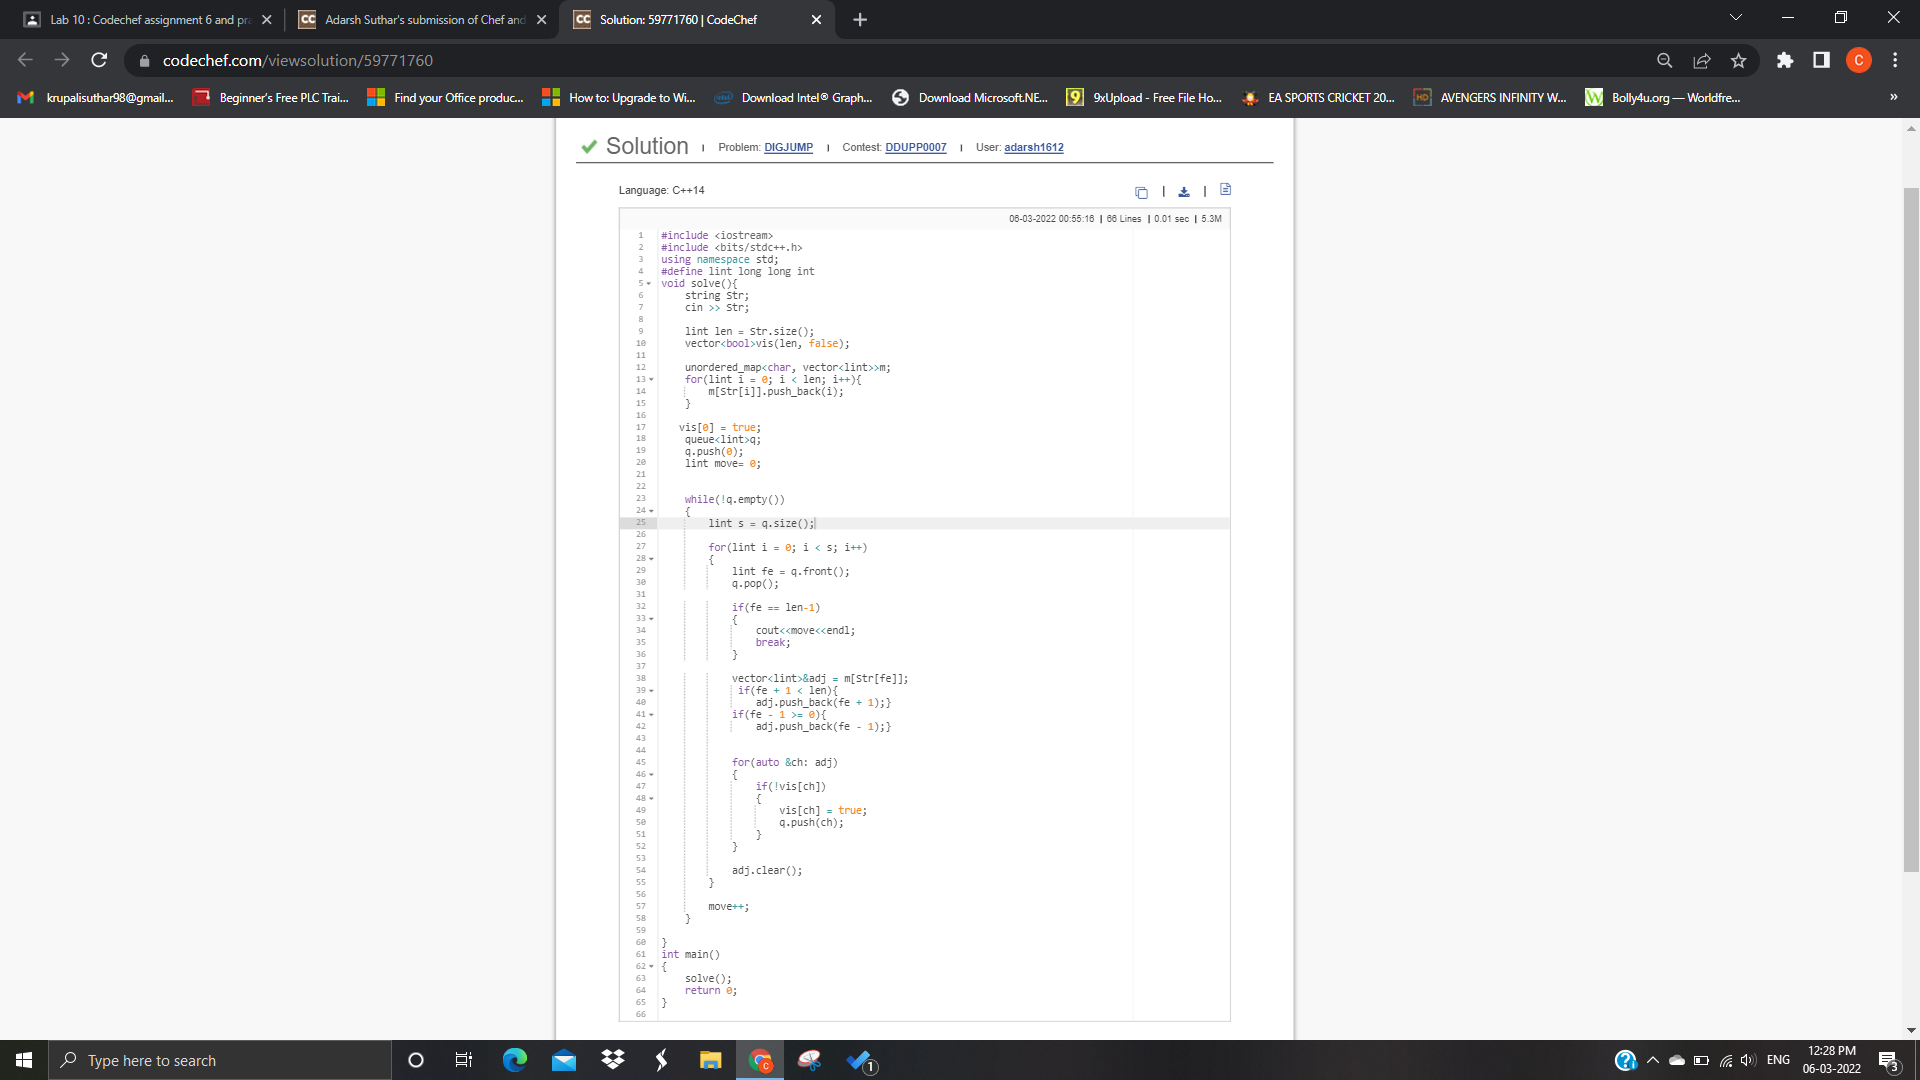 Lab 10 : Codechef assignment 6 and pra
Adarsh Suthar's submission of Chef and
Solution: 59771760 | CodeChef
codechef.com/viewsolution/59771760
C
krupalisuthar98@gmail...
Beginner's Free PLC Trai...
Find your Office produc...
How to: Upgrade to Wi...
Download Intel® Graph...
Download Microsoft.NE...
9xUpload - Free File Ho...
EA SPORTS CRICKET 20...
AVENGERS INFINITY W...
Bolly4u.org — Worldfre...
»
Solution | Problem: DIGJUMP | Contest: DDUPP0007 | User: adarsh1612
Language: C++14
06-03-2022 00:55:16 | 66 Lines | 0.01 sec | 5.3M
1 #include <iostream>
2 #include <bits/stdc++.h>
3 using namespace std;
4 #define lint long long int
5 void solve(){
6 string Str;
7 cin >> Str;
8
9 lint len = Str.size();
10 vector<bool>vis(len, false);
11
12 unordered_map<char, vector<lint>>m;
13 for(lint i = 0; i < len; i++){
14 m[Str[i]].push_back(i);
15 }
16
17 vis[0] = true;
18 queue<lint>q;
19 q.push(0);
20 lint move= 0;
21
22
23 while(!q.empty())
24 {
25 lint s = q.size();
26
27 for(lint i = 0; i < s; i++)
28 {
29 lint fe = q.front();
30 q.pop();
31
32 if(fe == len-1)
33 {
34 cout<<move<<endl;
35 break;
36 }
37
38 vector<lint>&adj = m[Str[fe]];
39 if(fe + 1 < len){
40 adj.push_back(fe + 1);}
41 if(fe - 1 >= 0){
42 adj.push_back(fe - 1);}
43
44
45 for(auto &ch: adj)
46 {
47 if(!vis[ch])
48 {
49 vis[ch] = true;
50 q.push(ch);
51 }
52 }
53
54 adj.clear();
55 }
56
57 move++;
58 }
59
60 }
61 int main()
62 {
63 solve();
64 return 0;
65 }
66
Type here to search
1
ENG
12:28 PM
06-03-2022
3